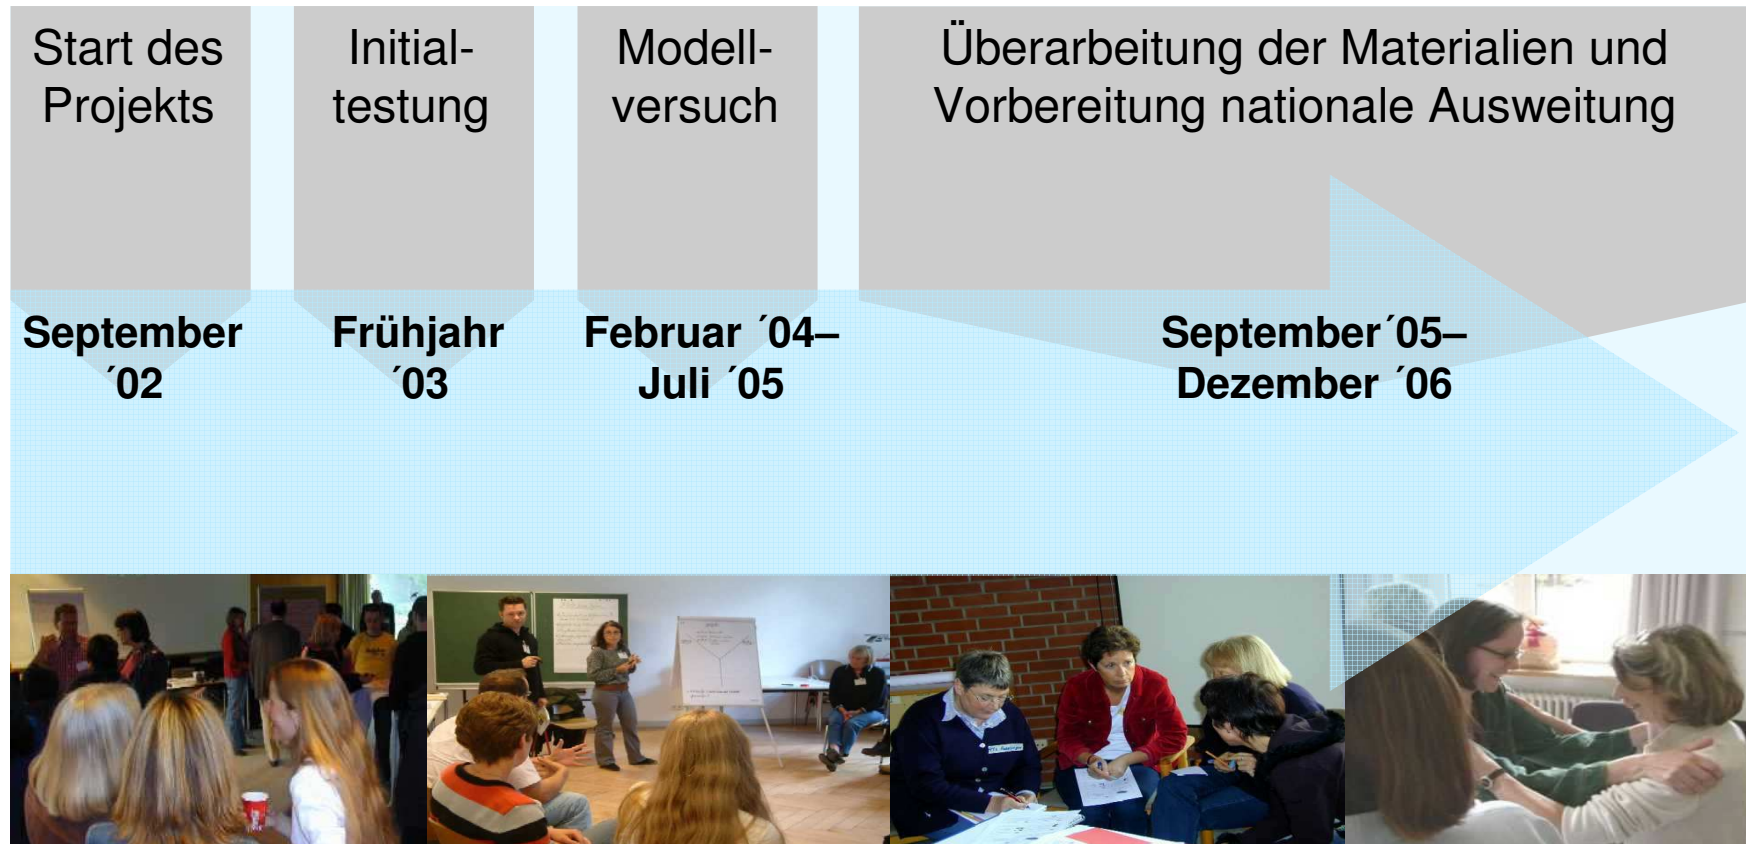 Start des
Projekts
Initial-
testung
Modell-
versuch
Überarbeitung der Materialien und
Vorbereitung nationale Ausweitung
September
´02
Frühjahr
´03
Februar ´04–
Juli ´05
September´05–
Dezember ´06